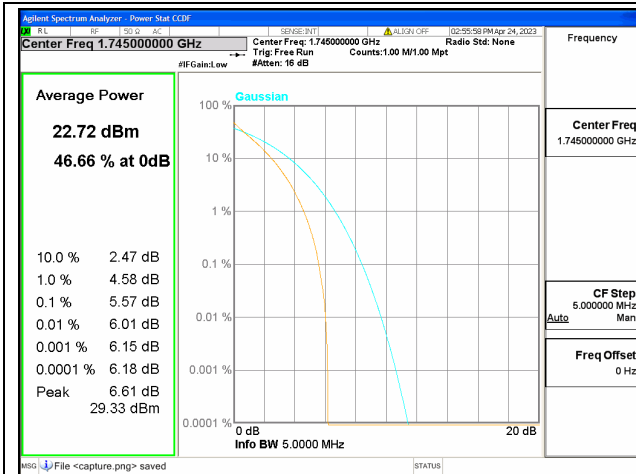 Agilent Spectrum Analyzer - Power Stat CCDF
RL RF 50 Ω AC SENSE:INT ALIGN OFF 02:55:58 PM Apr 24, 2023
Center Freq 1.745000000 GHz
Center Freq: 1.745000000 GHz Radio Std: None
Trig: Free Run Counts:1.00 M/1.00 Mpt
#IFGain:Low #Atten: 16 dB
Frequency
Average Power
22.72 dBm
46.66 % at 0dB
10.0 % 2.47 dB
1.0 % 4.58 dB
0.1 % 5.57 dB
0.01 % 6.01 dB
0.001 % 6.15 dB
0.0001 % 6.18 dB
Peak 6.61 dB
29.33 dBm
Gaussian
100 %
10 %
1 %
0.1 %
0.01 %
0.001 %
0.0001 %
0 dB 20 dB
Info BW 5.0000 MHz
Center Freq
1.745000000 GHz
CF Step
5.000000 MHz
Auto Man
Freq Offset
0 Hz
MSG File <capture.png> saved STATUS